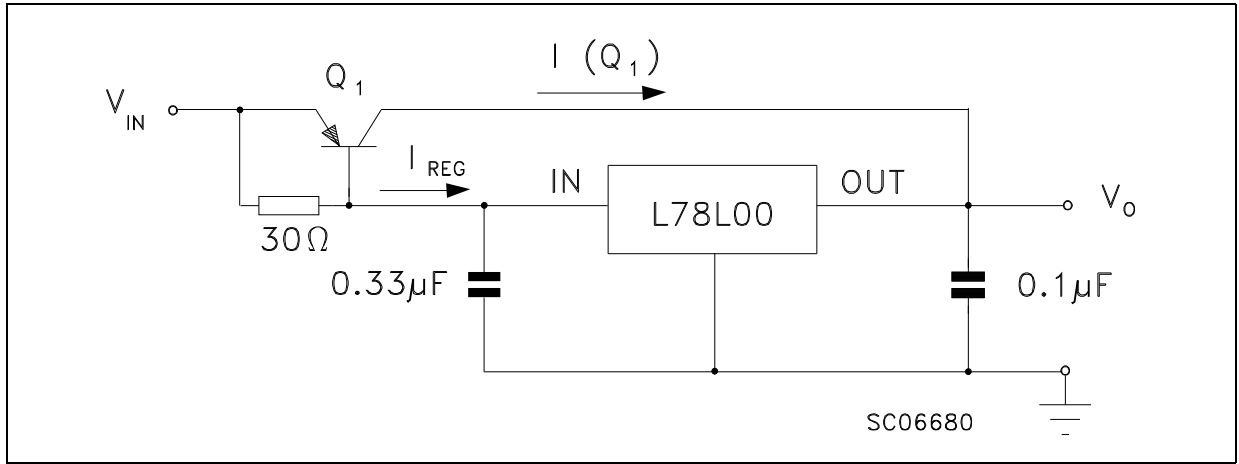 I (Q1)
Q1
VIN
IREG
IN
OUT
L78L00
VO
30Ω
0.33µF
0.1µF
SC06680